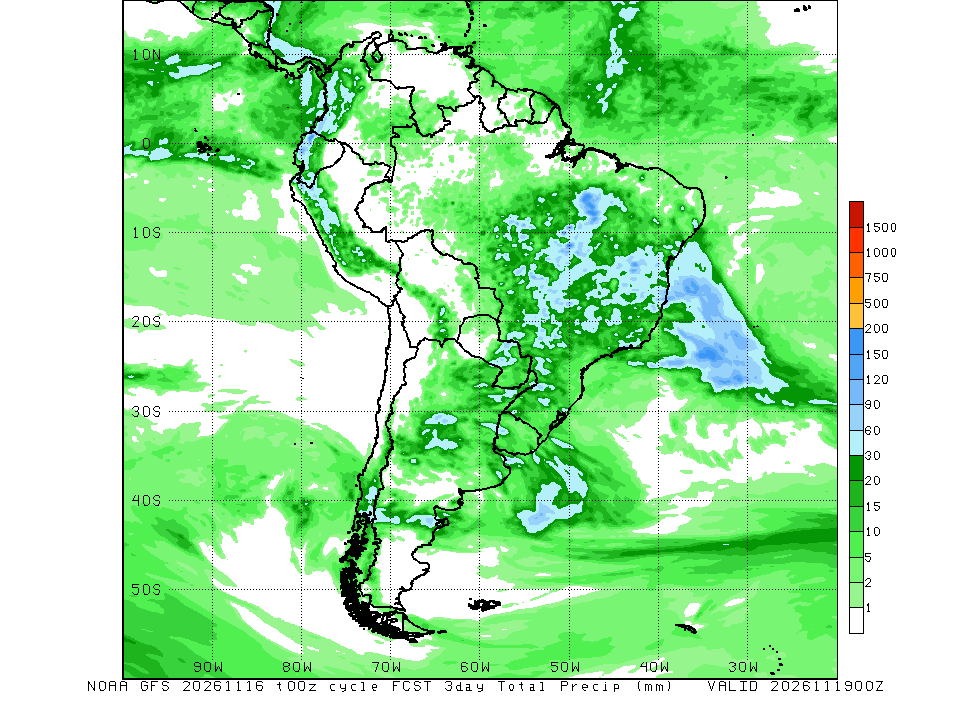 10N
0
10S
20S
30S
40S
50S
90W 80W 70W 60W 50W 40W 30W
1500
1000
750
500
200
150
120
90
60
30
20
15
10
5
2
1
NOAA GFS 20261116 t00z cycle FCST 3day Total Precip (mm) VALID 2026111900Z